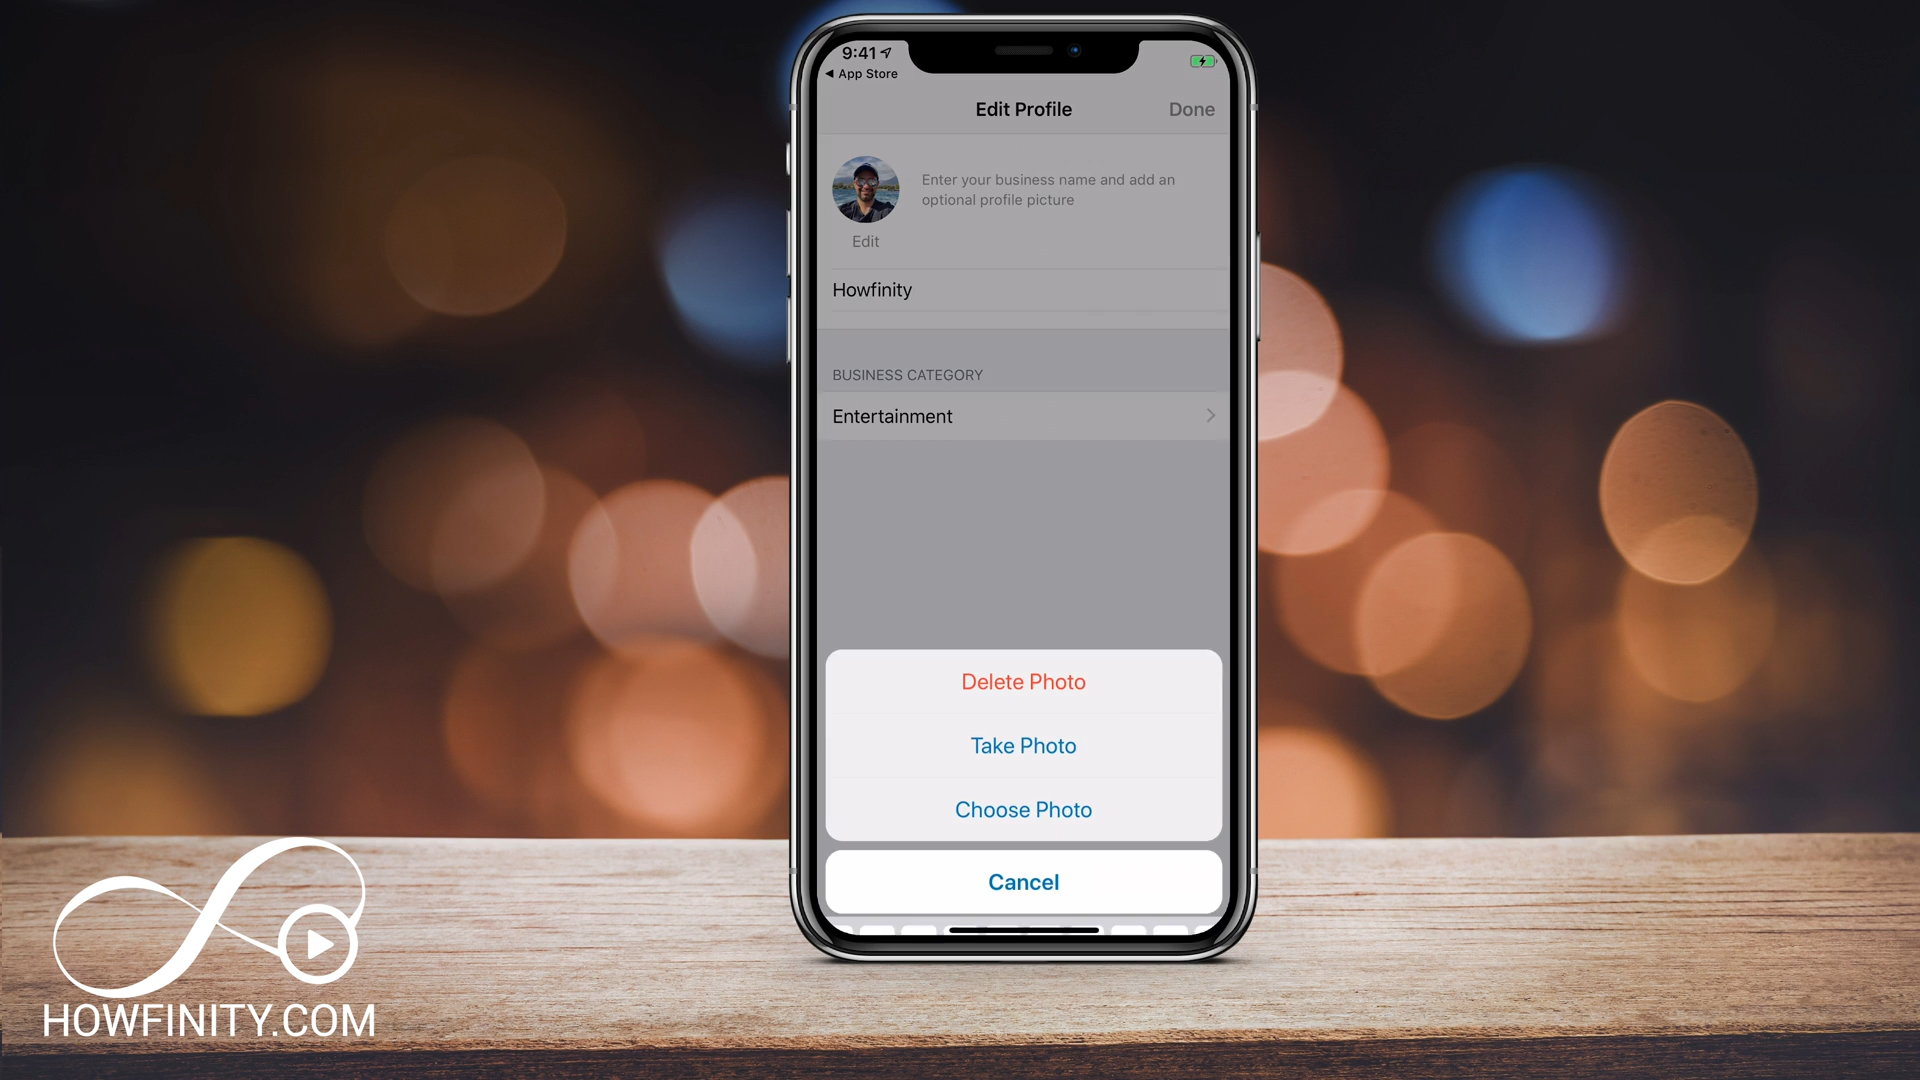 9:41
App Store
Edit Profile
Done
Enter your business name and add an
optional profile picture
Edit
Howfinity
BUSINESS CATEGORY
Entertainment
Delete Photo
Take Photo
Choose Photo
Cancel
HOWFINITY.COM